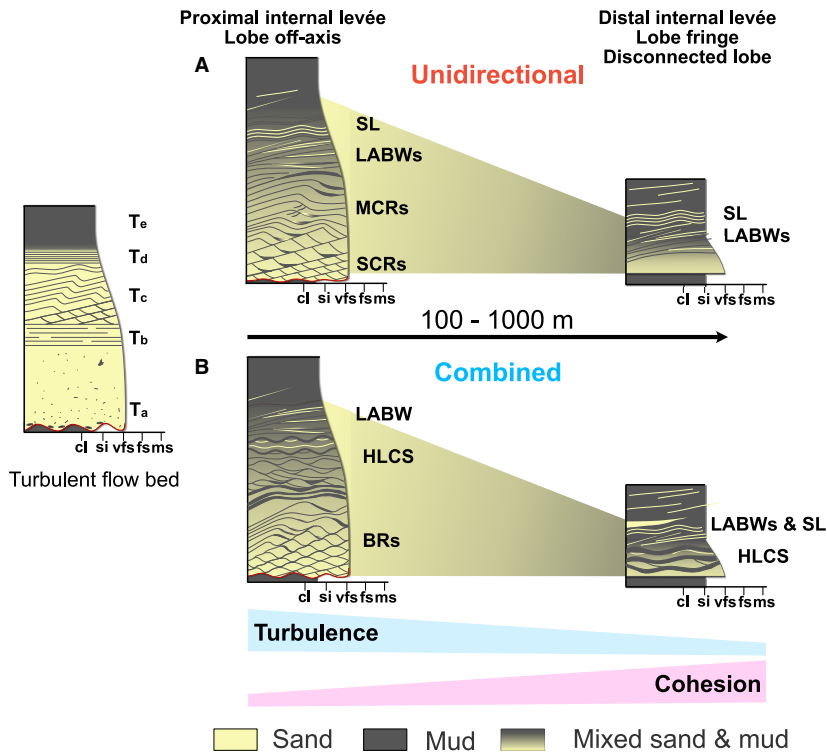 Proximal internal levée
Lobe off-axis
Distal internal levée
Lobe fringe
Disconnected lobe
A
Unidirectional
SL
LABWs
MCRs
SCRs
cl si vfs fs ms
SL
LABWs
cl si vfs fs ms
Te
Td
Tc
Tb
Ta
cl si vfs fs ms
Turbulent flow bed
100 - 1000 m
B
Combined
LABW
HLCS
BRs
cl si vfs fs ms
LABWs & SL
HLCS
cl si vfs fs ms
Turbulence
Cohesion
Sand Mud Mixed sand & mud